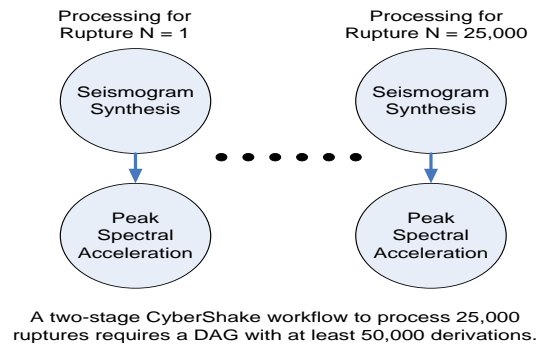 Processing for
Rupture N = 1
Processing for
Rupture N = 25,000
Seismogram
Synthesis
Seismogram
Synthesis
Peak
Spectral
Acceleration
Peak
Spectral
Acceleration
A two-stage CyberShake workflow to process 25,000
ruptures requires a DAG with at least 50,000 derivations.